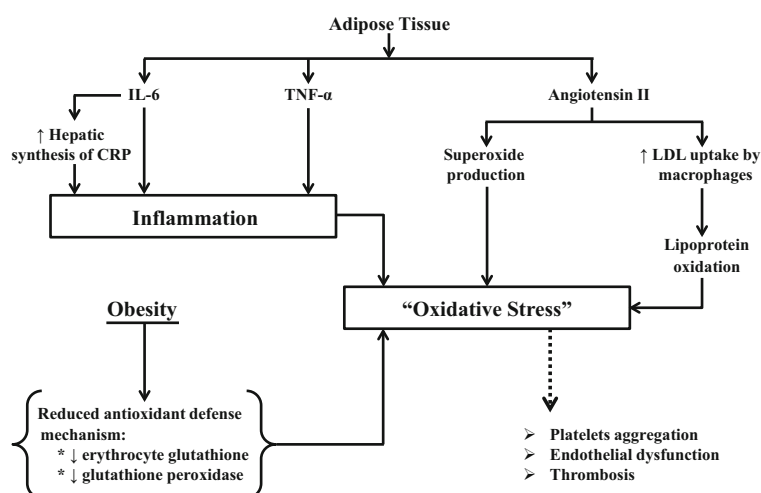 Adipose Tissue
IL-6
TNF-α
Angiotensin II
↑ Hepatic
synthesis of CRP
Superoxide
production
↑ LDL uptake by
macrophages
Inflammation
Lipoprotein
oxidation
“Oxidative Stress”
Obesity
Reduced antioxidant defense
mechanism:
* ↓ erythrocyte glutathione
* ↓ glutathione peroxidase
➢ Platelets aggregation
➢ Endothelial dysfunction
➢ Thrombosis